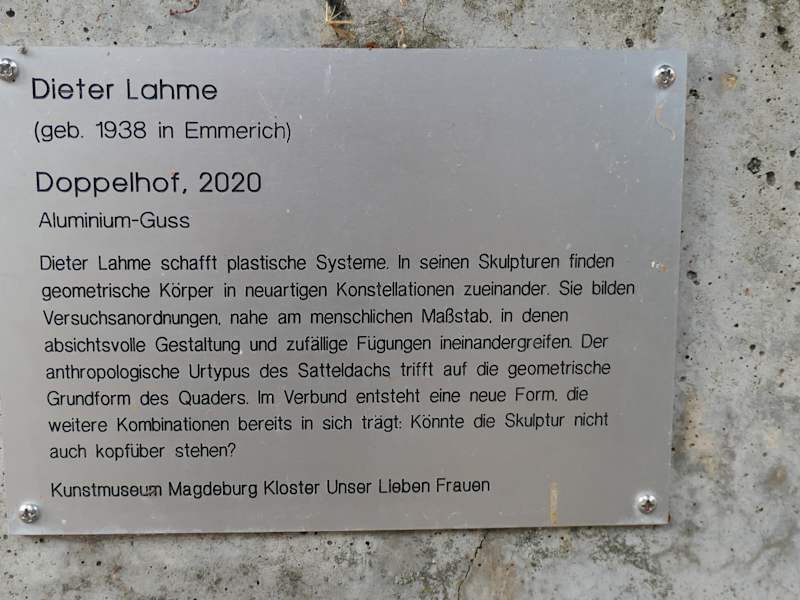 Dieter Lahme
(geb. 1938 in Emmerich)
Doppelhof, 2020
Aluminium-Guss
Dieter Lahme schafft plastische Systeme. In seinen Skulpturen finden
geometrische Körper in neuartigen Konstellationen zueinander. Sie bilden
Versuchsanordnungen, nahe am menschlichen Maßstab, in denen
absichtsvolle Gestaltung und zufällige Fügungen ineinandergreifen. Der
anthropologische Urtypus des Satteldachs trifft auf die geometrische
Grundform des Quaders. Im Verbund entsteht eine neue Form, die
weitere Kombinationen bereits in sich trägt: Könnte die Skulptur nicht
auch kopfüber stehen?
Kunstmuseum Magdeburg Kloster Unser Lieben Frauen